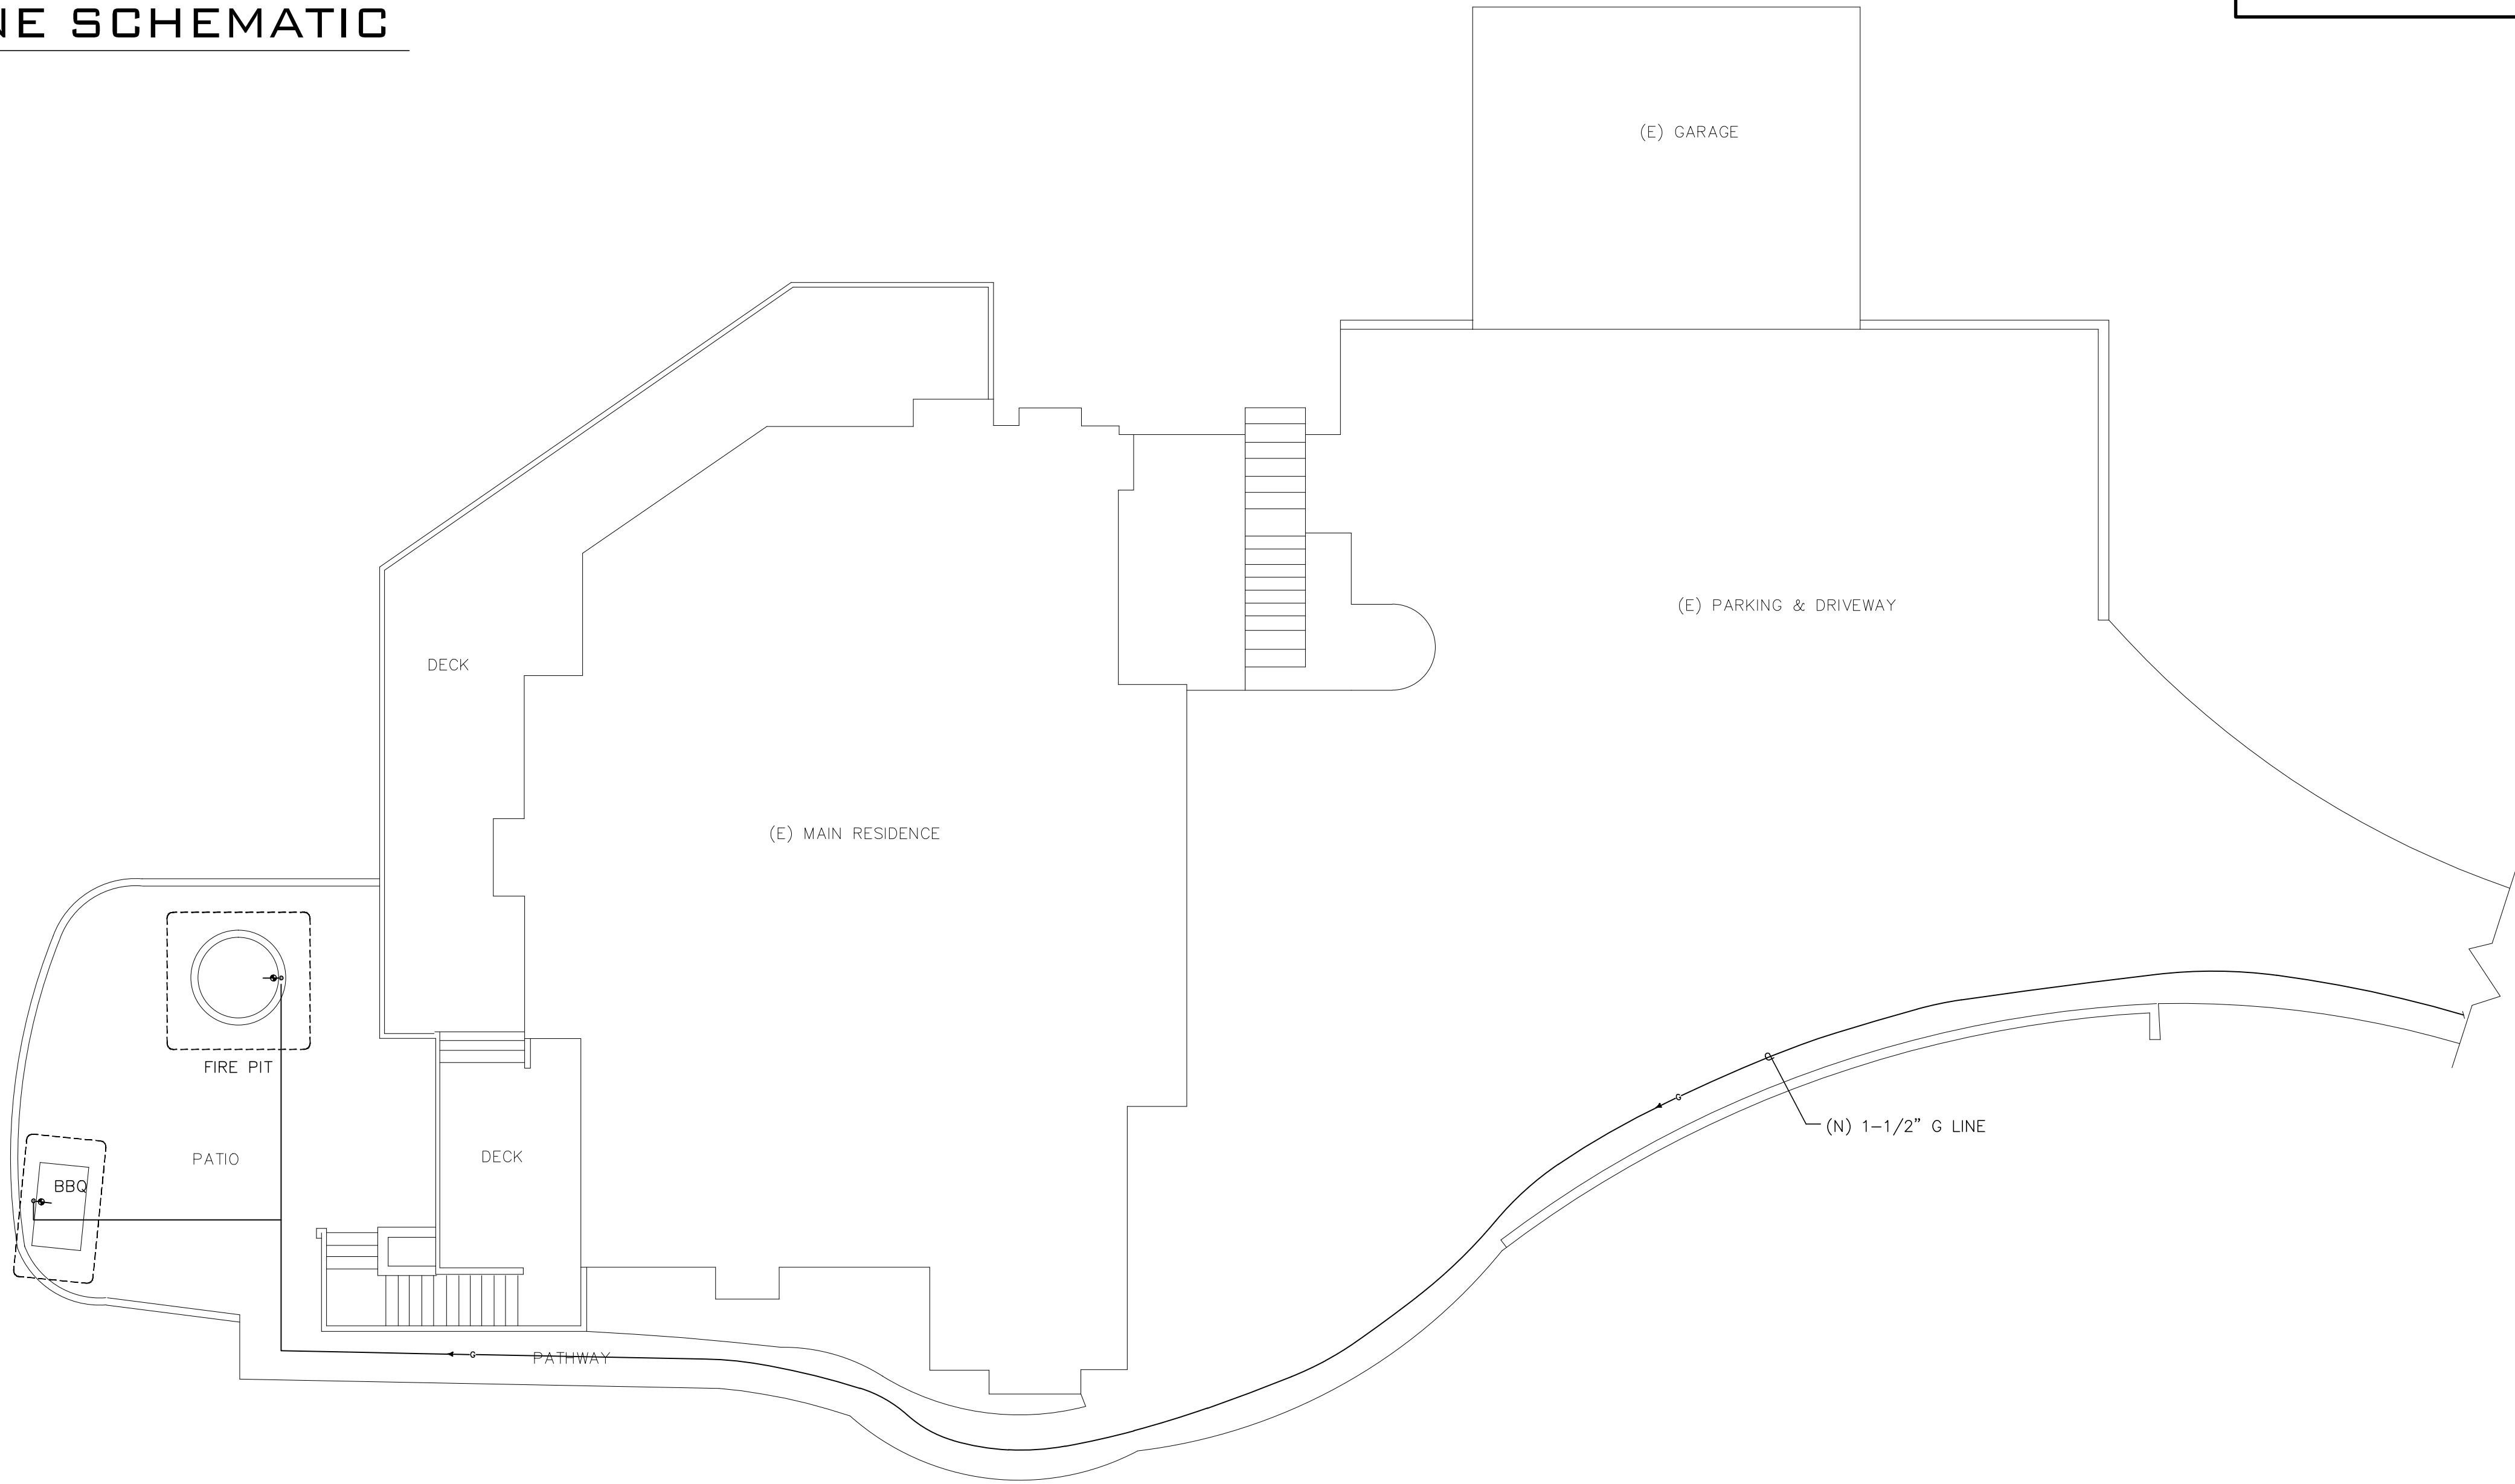 NE SCHEMATIC
(E) GARAGE
(E) PARKING & DRIVEWAY
DECK
(E) MAIN RESIDENCE
FIRE PIT
G
(N) 1-1/2" G LINE
DECK
PATIO
BBQ
G
PATHWAY